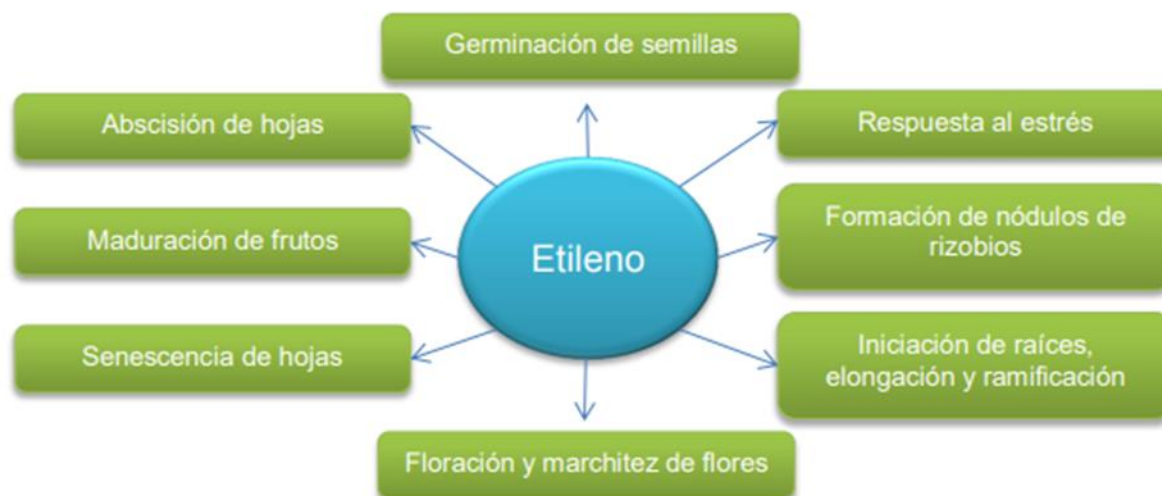 Germinación de semillas
Abscisión de hojas
Respuesta al estrés
Maduración de frutos
Etileno
Formación de nódulos de
rizobios
Senescencia de hojas
Iniciación de raíces,
elongación y ramificación
Floración y marchitez de flores